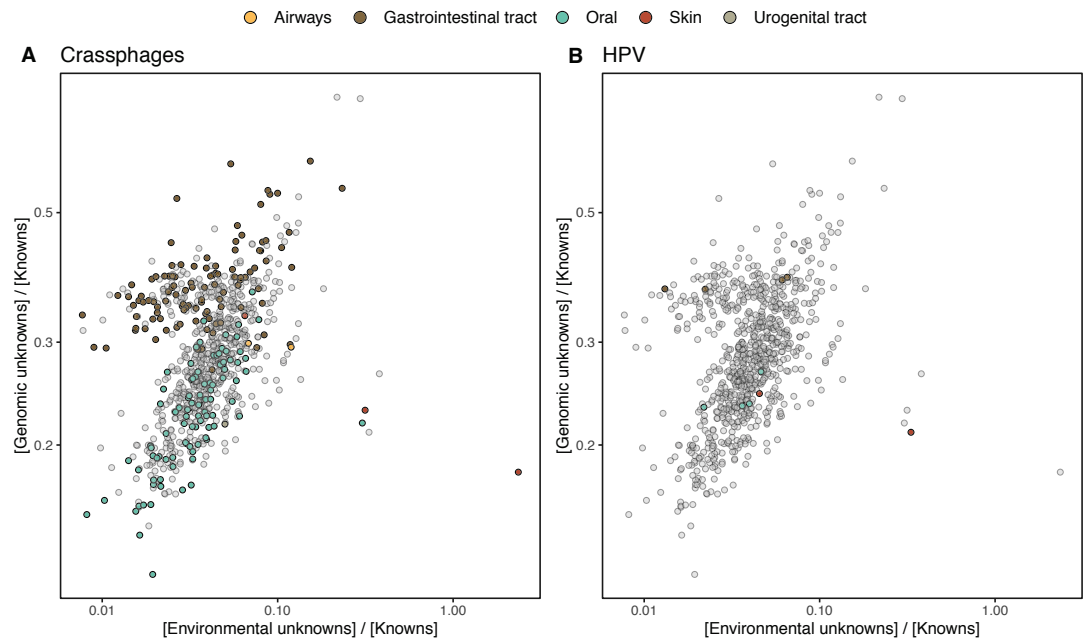 Airways Gastrointestinal tract Oral Skin Urogenital tract
A Crassphages
B HPV
[Genomic unknowns] / [Knowns]
0.5
0.3
0.2
0.01 0.10 1.00
[Environmental unknowns] / [Knowns]
[Genomic unknowns] / [Knowns]
0.5
0.3
0.2
0.01 0.10 1.00
[Environmental unknowns] / [Knowns]